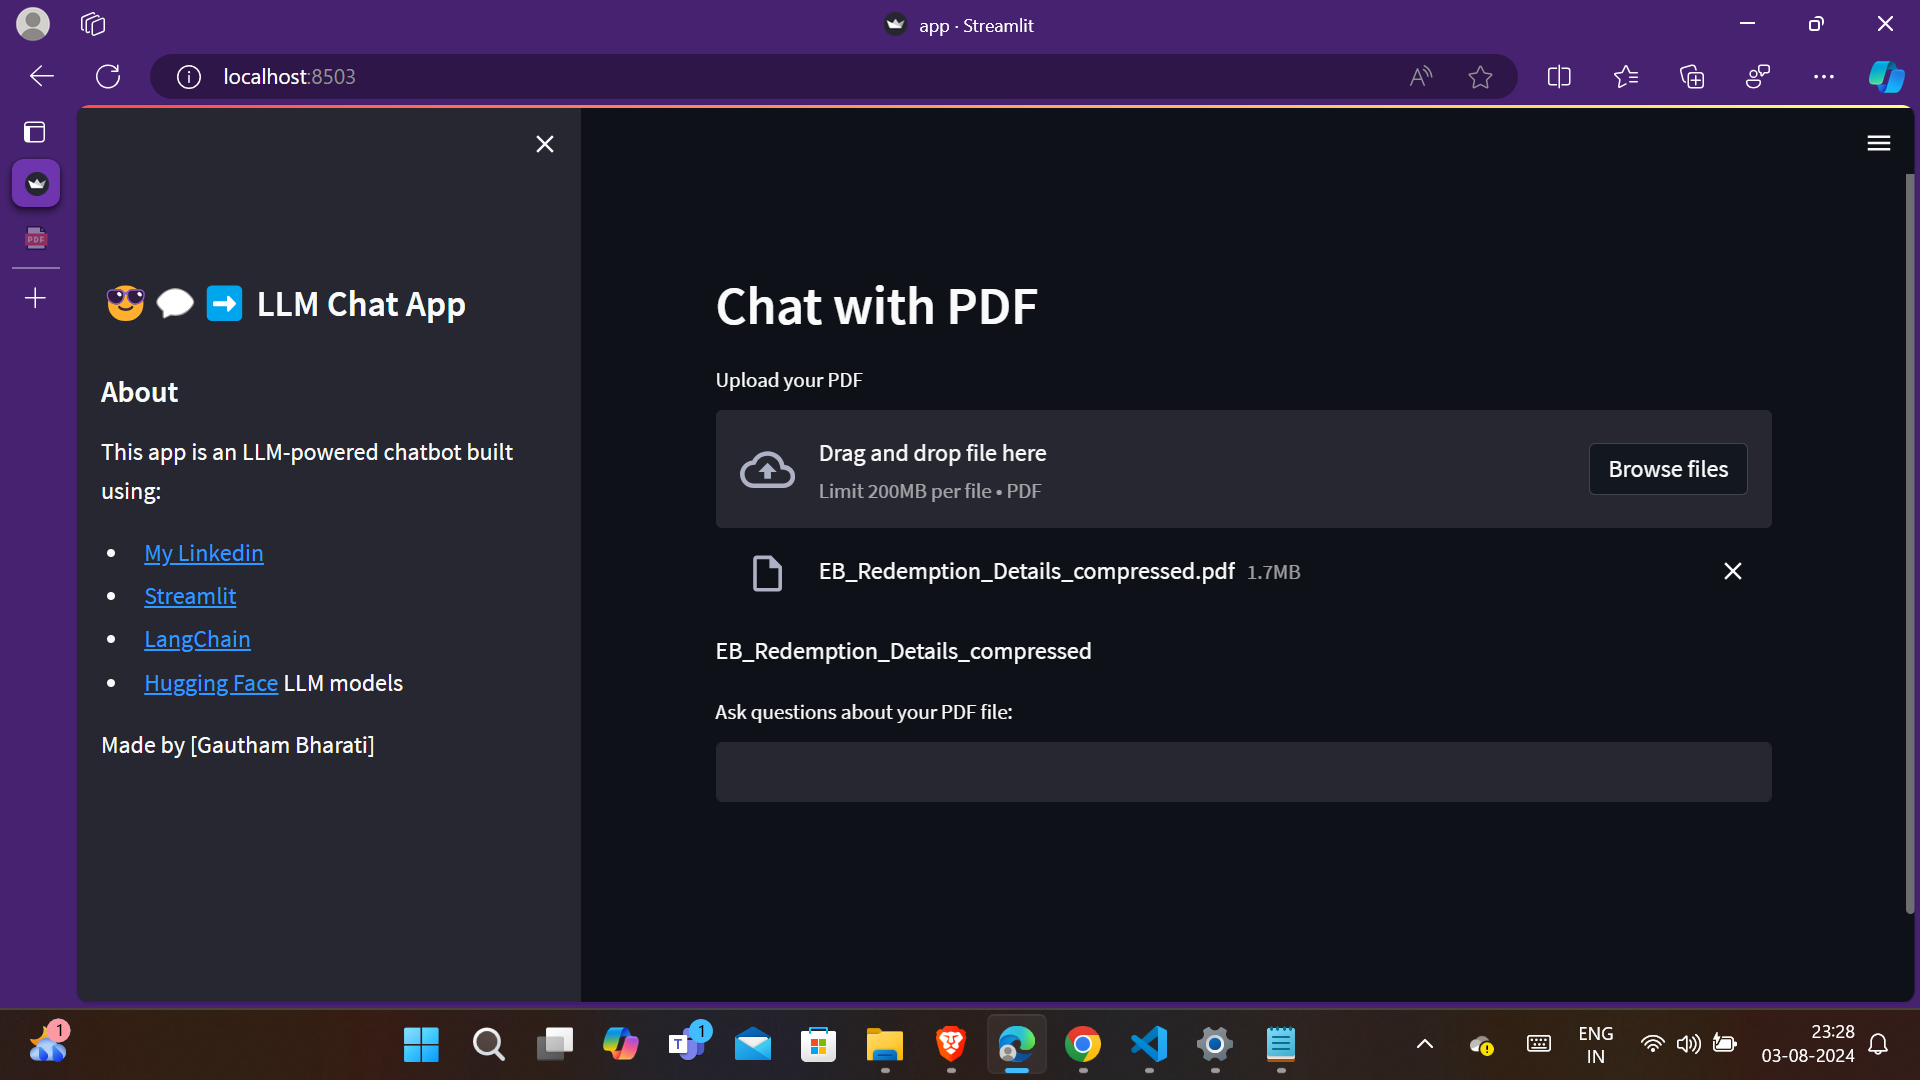 app · Streamlit
localhost:8503
PDF
LLM Chat App
About
This app is an LLM-powered chatbot built
using:
• My Linkedin
• Streamlit
• LangChain
• Hugging Face LLM models
Made by [Gautham Bharati]
Chat with PDF
Upload your PDF
Drag and drop file here
Limit 200MB per file • PDF
Browse files
EB_Redemption_Details_compressed.pdf 1.7MB
EB_Redemption_Details_compressed
Ask questions about your PDF file:
1
T
1
ENG
IN
23:28
03-08-2024